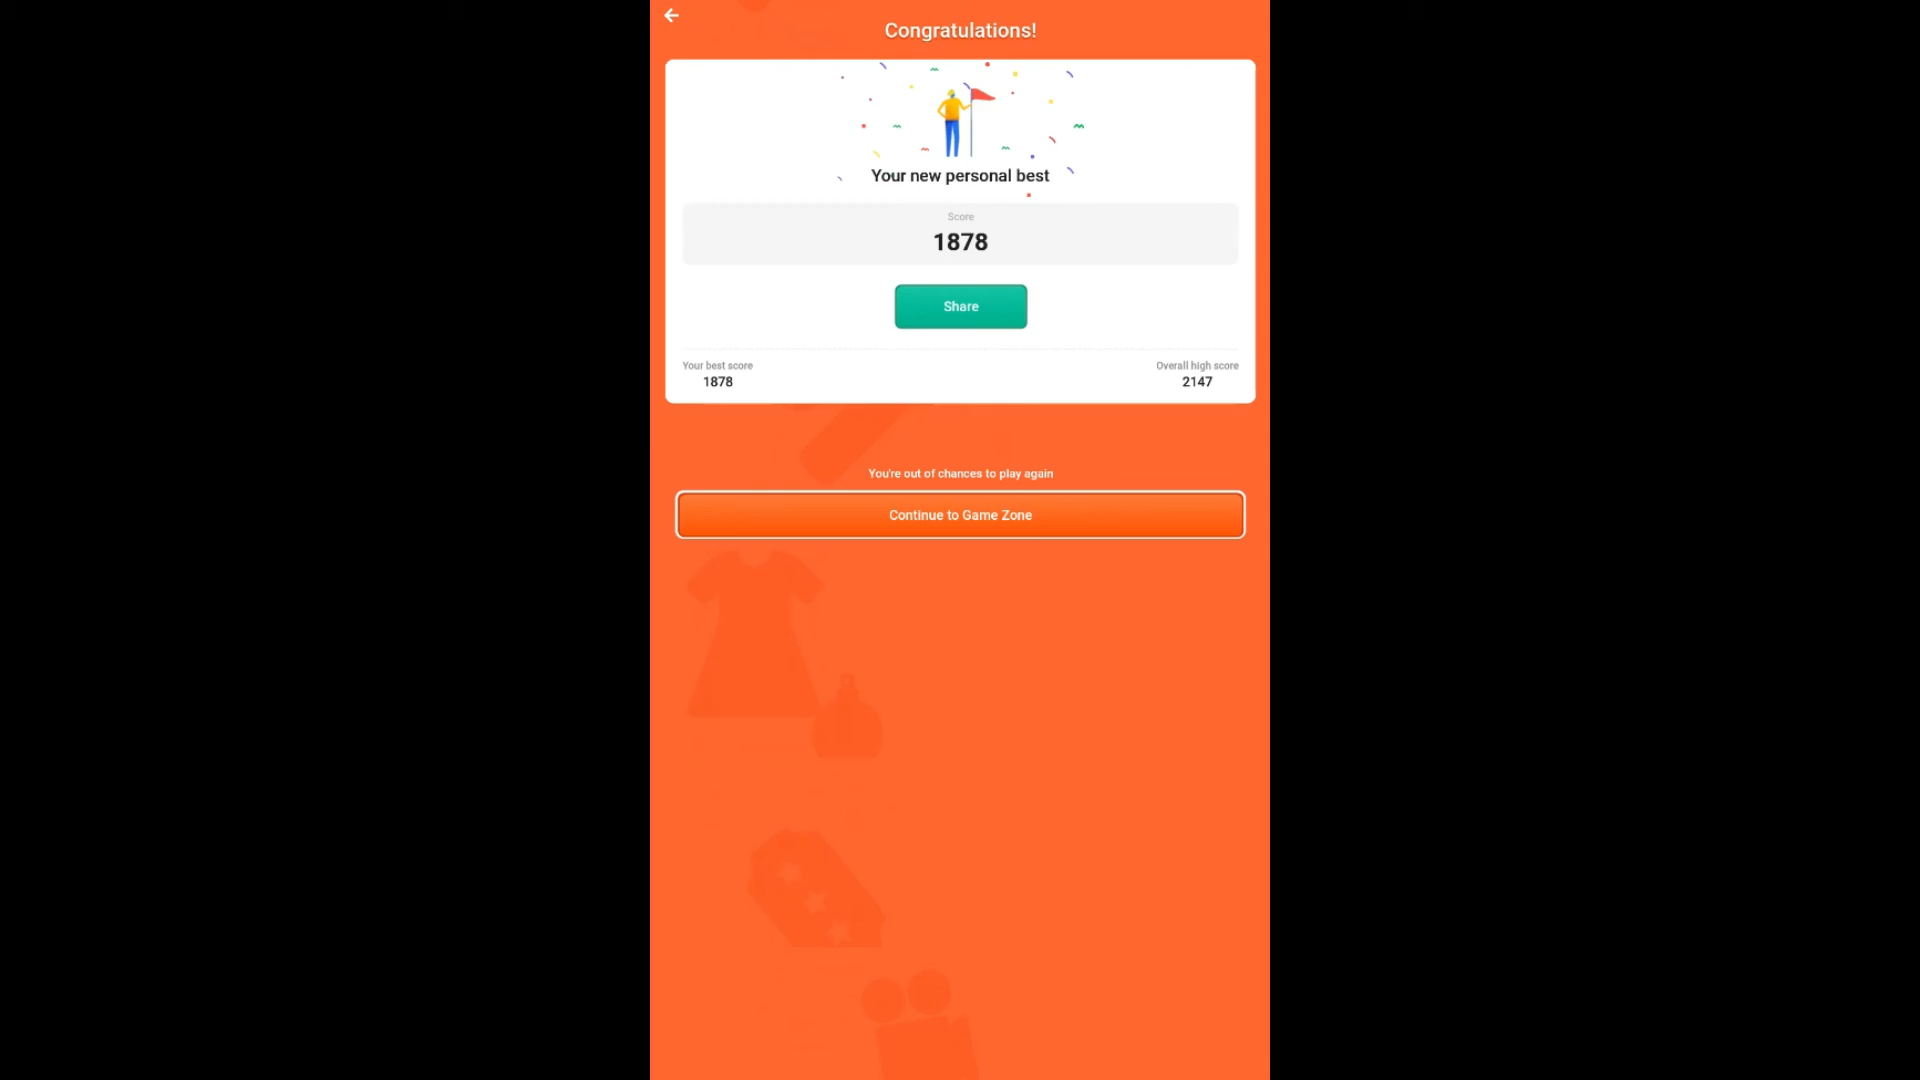 Congratulations!
Your new personal best
Score
1878
Share
Your best score
Overall high score
1878
2147
You're out of chances to play again
Continue to Game Zone